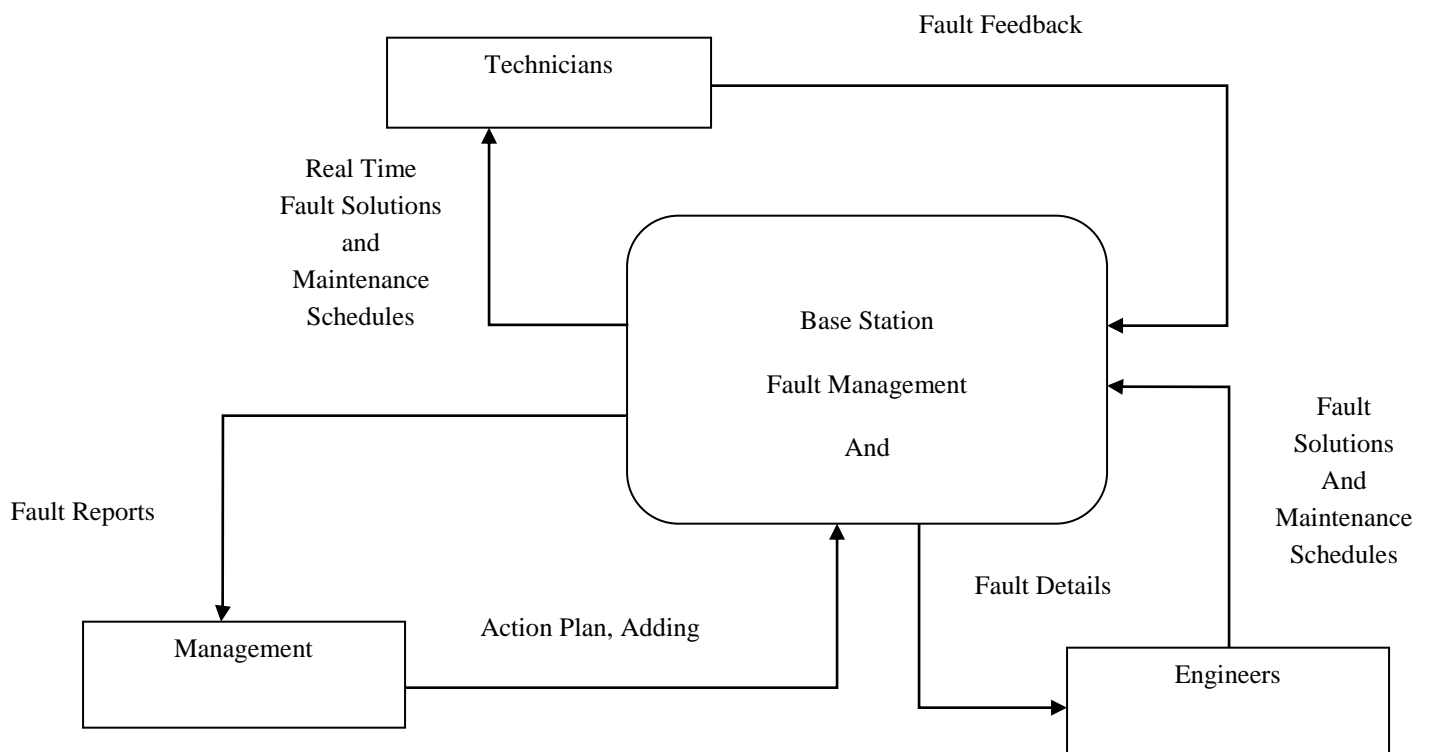 Fault Feedback
Technicians
Real Time
Fault Solutions
and
Maintenance
Schedules
Base Station
Fault Management
And
Fault
Solutions
And
Maintenance
Schedules
Fault Reports
Fault Details
Action Plan, Adding
Management
Engineers